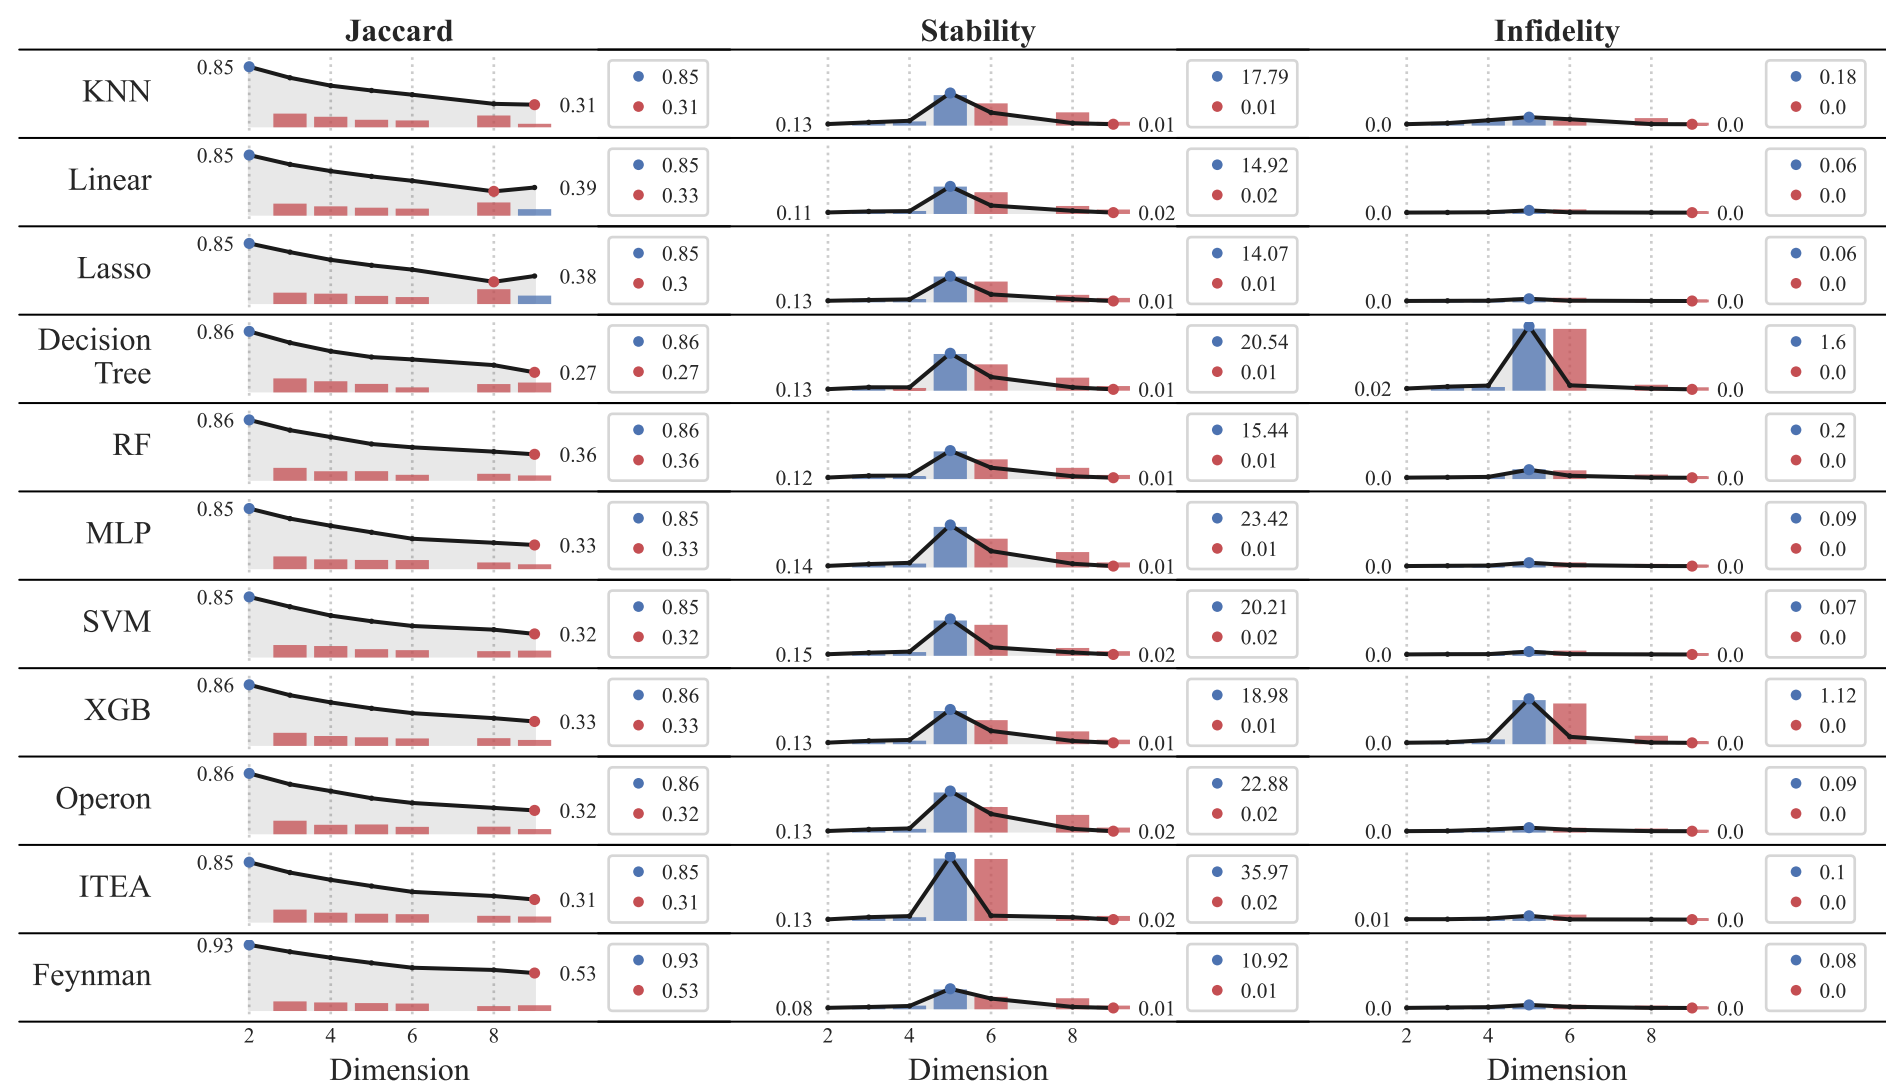 Jaccard Stability Infidelity
KNN 0.85 0.31 0.85 0.31 0.13 0.01 17.79 0.01 0.0 0.0 0.18 0.0
Linear 0.85 0.39 0.85 0.33 0.11 0.02 14.92 0.02 0.0 0.0 0.06 0.0
Lasso 0.85 0.38 0.85 0.3 0.13 0.01 14.07 0.01 0.0 0.0 0.06 0.0
Decision Tree 0.86 0.27 0.86 0.27 0.13 0.01 20.54 0.01 0.02 0.0 1.6 0.0
RF 0.86 0.36 0.86 0.36 0.12 0.01 15.44 0.01 0.0 0.0 0.2 0.0
MLP 0.85 0.33 0.85 0.33 0.14 0.01 23.42 0.01 0.0 0.0 0.09 0.0
SVM 0.85 0.32 0.85 0.32 0.15 0.02 20.21 0.02 0.0 0.0 0.07 0.0
XGB 0.86 0.33 0.86 0.33 0.13 0.01 18.98 0.01 0.0 0.0 1.12 0.0
Operon 0.86 0.32 0.86 0.32 0.13 0.02 22.88 0.02 0.0 0.0 0.09 0.0
ITEA 0.85 0.31 0.85 0.31 0.13 0.02 35.97 0.02 0.01 0.0 0.1 0.0
Feynman 0.93 0.53 0.93 0.53 0.08 0.01 10.92 0.01 0.0 0.0 0.08 0.0
2 4 6 8 2 4 6 8 2 4 6 8
Dimension Dimension Dimension